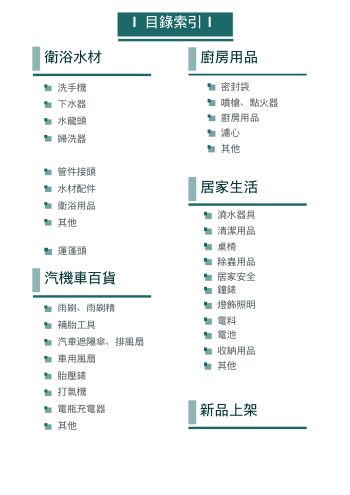 I 目錄索引 I
衛浴水材
洗手機
下水器
水龍頭
婦洗器
管件接頭
水材配件
衛浴用品
其他
蓮蓬頭
汽機車百貨
雨刷、雨刷精
補胎工具
汽車遮陽傘、排風扇
車用風扇
胎壓錶
打氣機
電瓶充電器
其他
廚房用品
密封袋
噴槍、點火器
廚房用品
濾心
其他
居家生活
澆水器具
清潔用品
桌椅
除蟲用品
居家安全
鐘錶
燈飾照明
電料
電池
收納用品
其他
新品上架